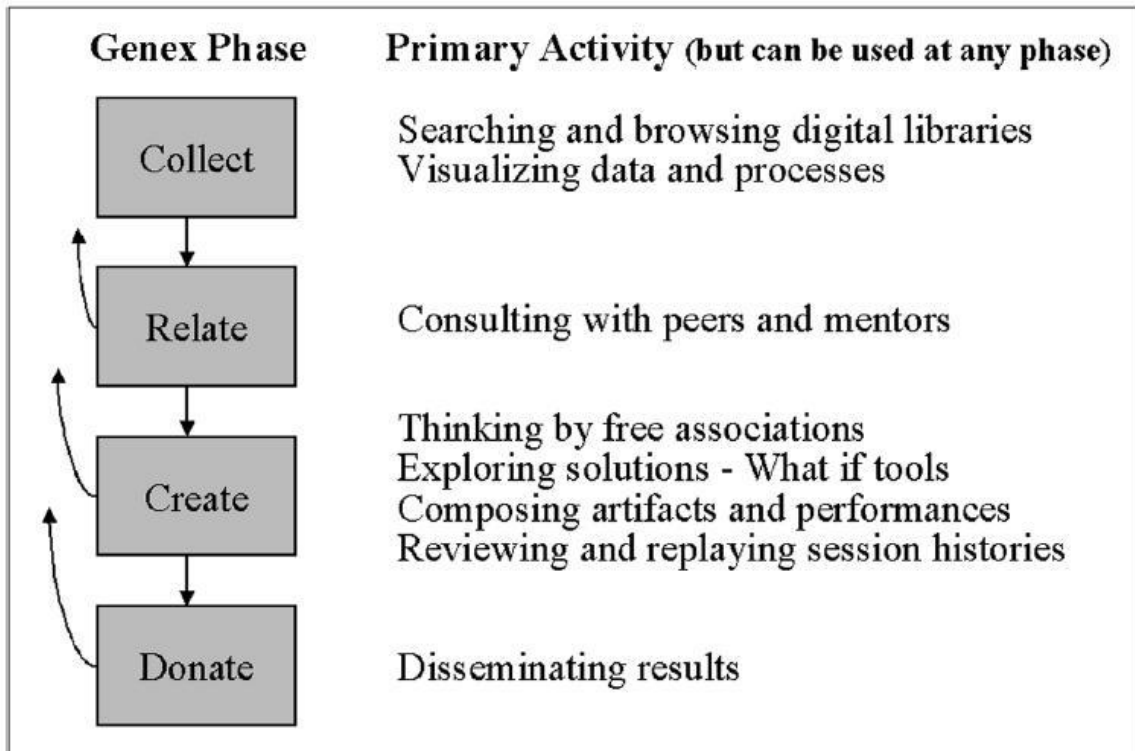 Genex Phase Primary Activity (but can be used at any phase)
Collect
Searching and browsing digital libraries
Visualizing data and processes
Relate
Consulting with peers and mentors
Create
Thinking by free associations
Exploring solutions - What if tools
Composing artifacts and performances
Reviewing and replaying session histories
Donate
Disseminating results